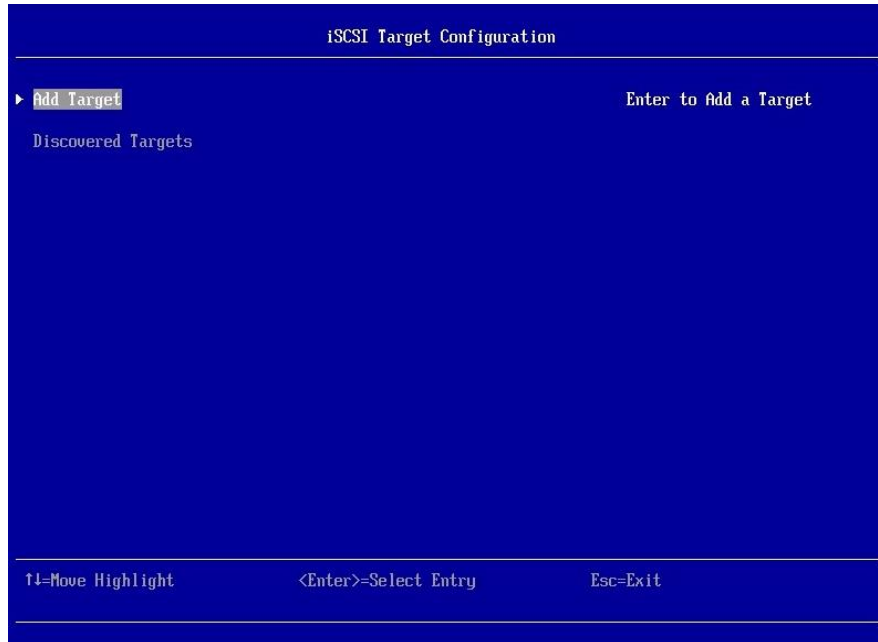 iSCSI Target Configuration
Add Target
Enter to Add a Target
Discovered Targets
↑↓=Move Highlight
<Enter>=Select Entry
Esc=Exit